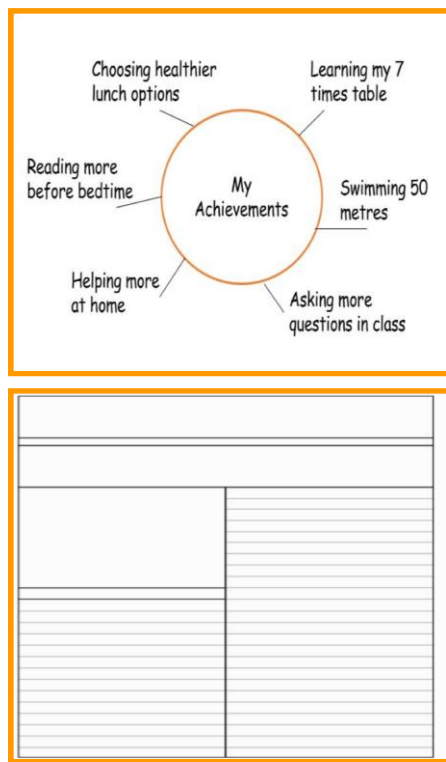 Choosing healthier
lunch options
Learning my 7
times table
Reading more
before bedtime
My
Achievements
Swimming 50
metres
Helping more
at home
Asking more
questions in class